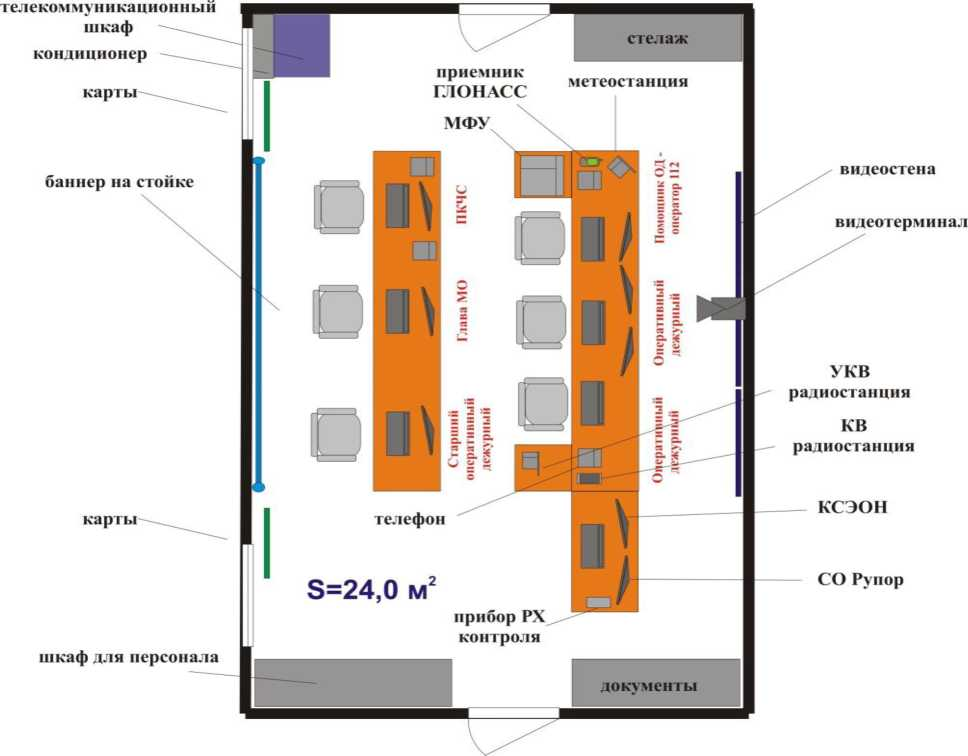 телекоммуникационный
шкаф
кондиционер
карты
баннер на стойке
карты
шкаф для персонала
стелаж
приемник
ГЛОНАСС
метеостанция
МФУ
ПКЧС
Глава МО
Старший
оперативный
дежурный
Помошник ОД -
оператор 112
Оперативный
дежурный
Оперативный
дежурный
видеостена
видеотерминал
УКВ
радиостанция
КВ
радиостанция
КСЭОН
СО Рупор
телефон
S=24,0 м²
прибор РХ
контроля
документы